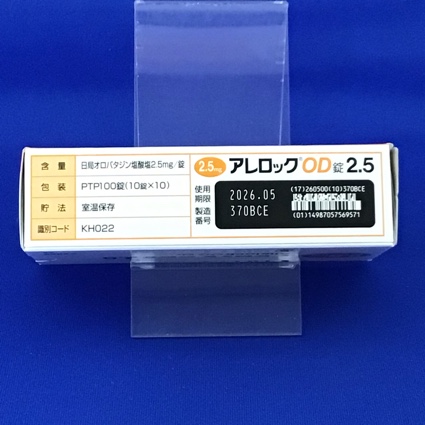 含量 日局オロパタジン塩酸塩2.5mg/錠
包装 PTP100錠(10錠×10)
貯法 室温保存
識別コード KH022
2.5mg アレロック®OD錠2.5
使用期限 2026.05
製造番号 370BCE
(17)260500(10)370BCE
(01)14987057569571